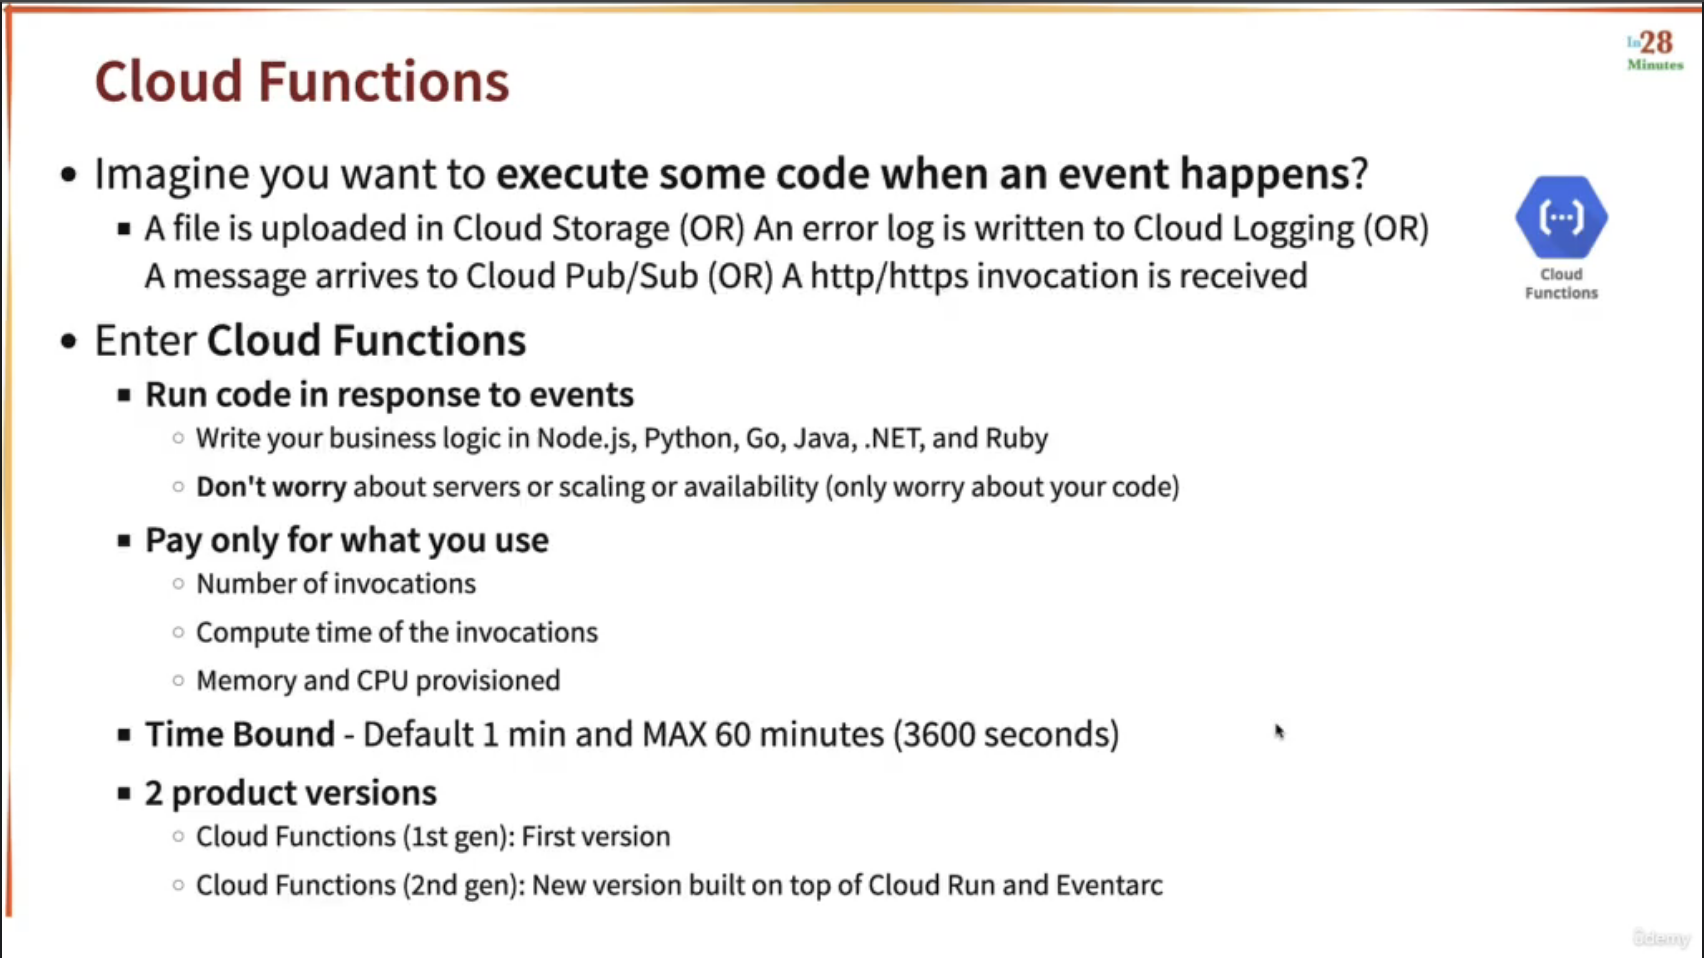 In28
Minutes
Cloud Functions
Imagine you want to execute some code when an event happens?
A file is uploaded in Cloud Storage (OR) An error log is written to Cloud Logging (OR)
A message arrives to Cloud Pub/Sub (OR) A http/https invocation is received
Cloud
Functions
Enter Cloud Functions
Run code in response to events
Write your business logic in Node.js, Python, Go, Java, .NET, and Ruby
Don't worry about servers or scaling or availability (only worry about your code)
Pay only for what you use
Number of invocations
Compute time of the invocations
Memory and CPU provisioned
Time Bound - Default 1 min and MAX 60 minutes (3600 seconds)
2 product versions
Cloud Functions (1st gen): First version
Cloud Functions (2nd gen): New version built on top of Cloud Run and Eventarc
ûdemy